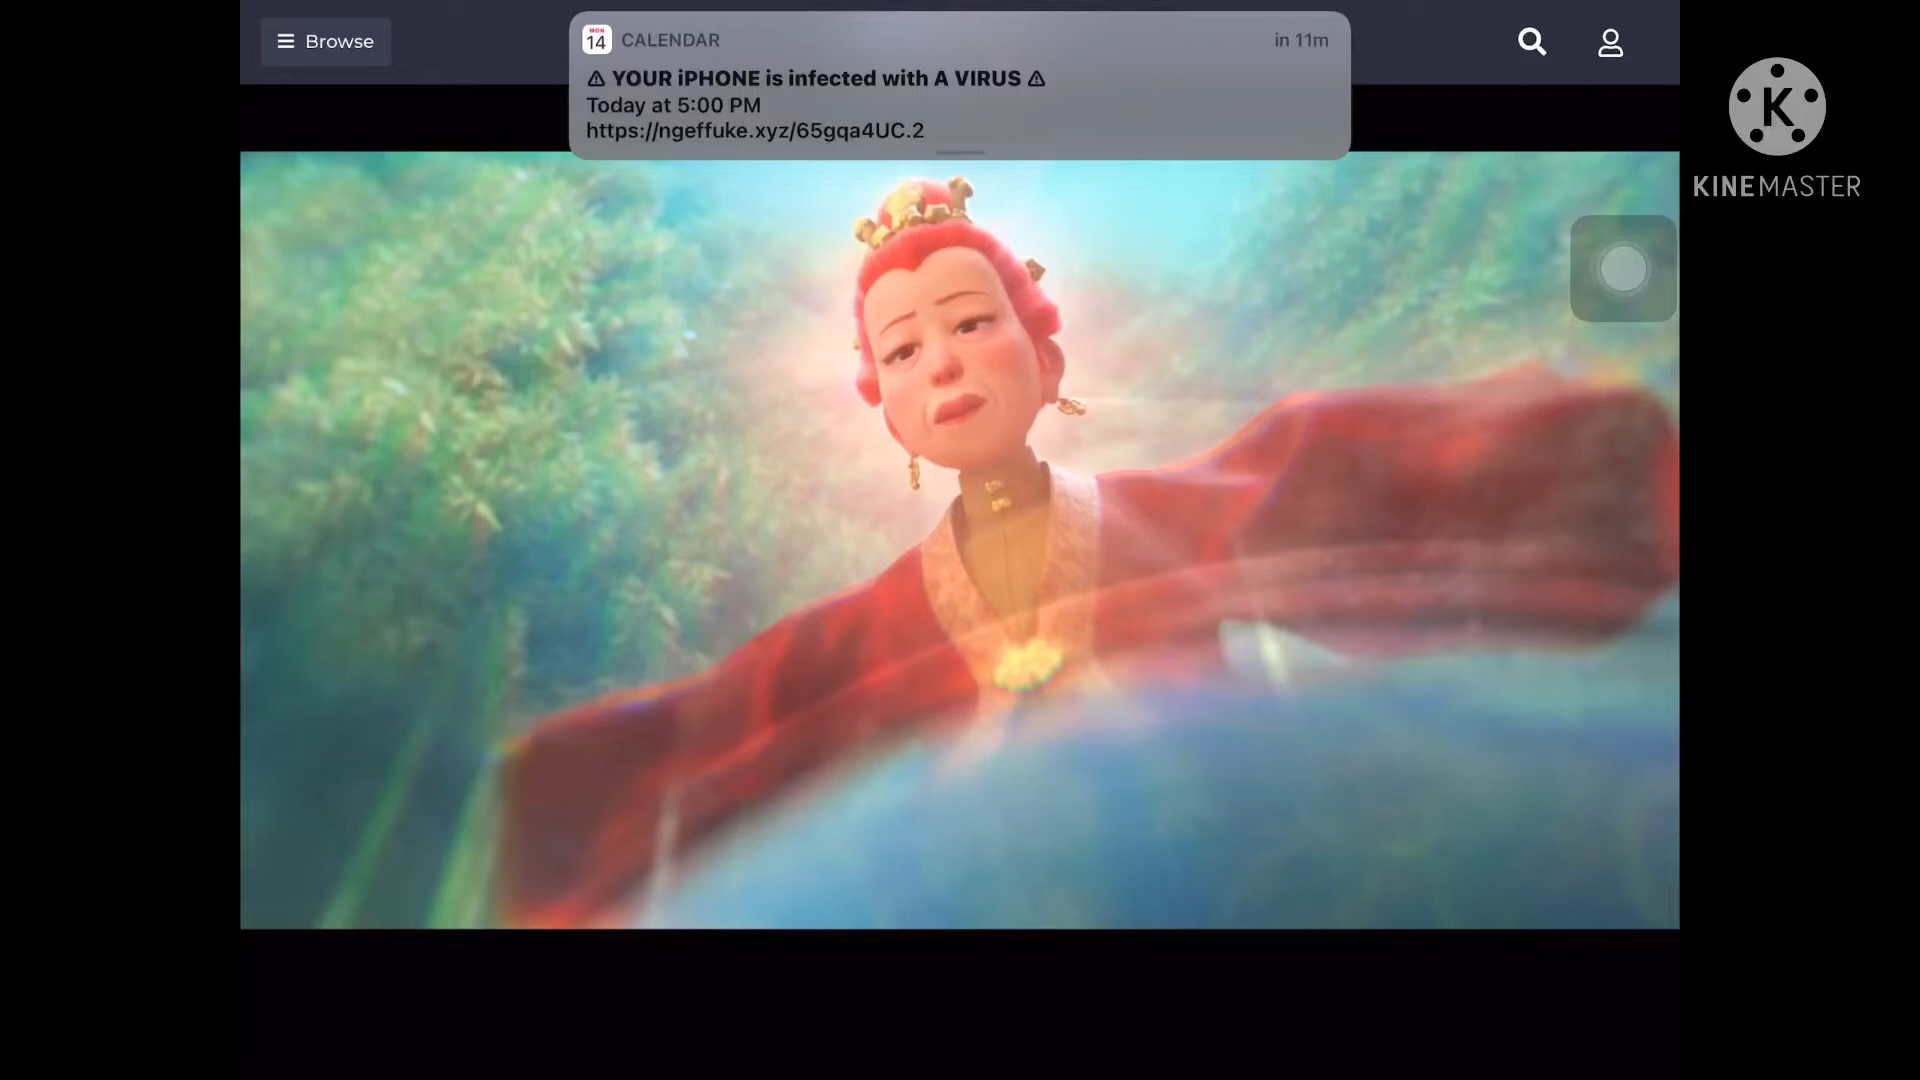 Browse
MON
14
CALENDAR
in 11m
⚠ YOUR iPHONE is infected with A VIRUS ⚠
Today at 5:00 PM
https://ngeffuke.xyz/65gqa4UC.2
K
KINEMASTER